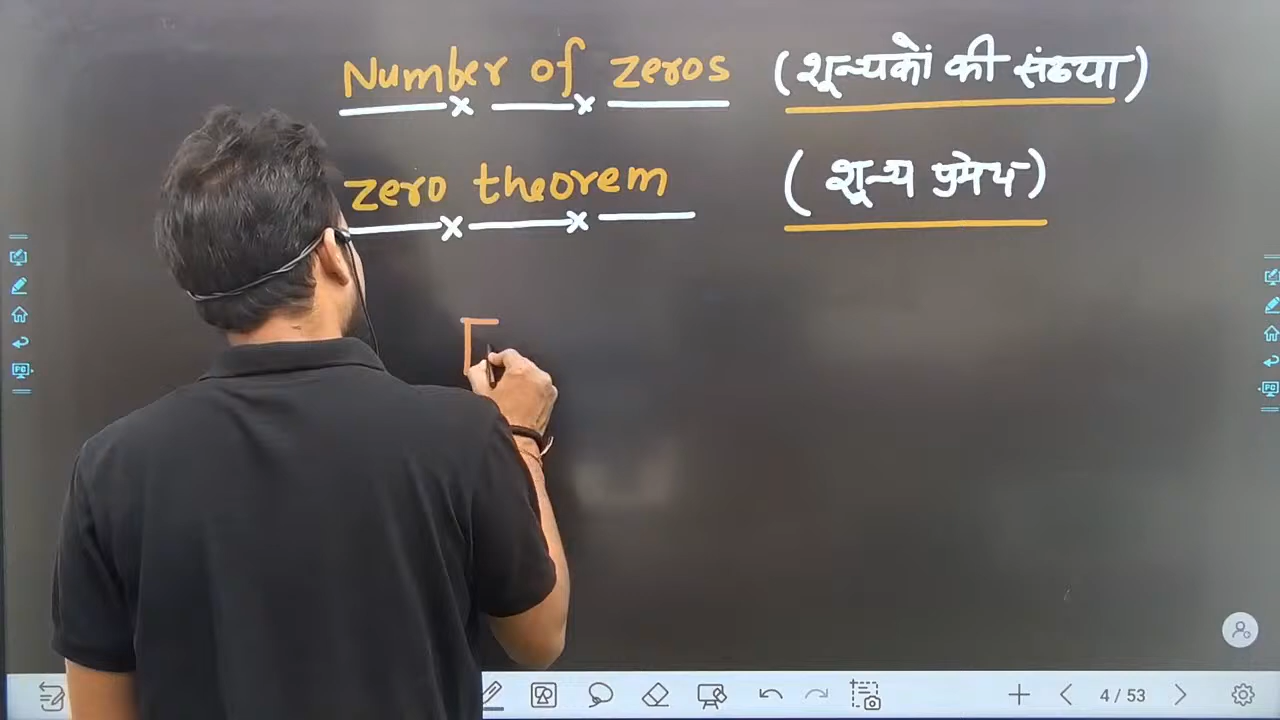 Number of zeros (शून्यकों की संख्या)
zero theorem (शून्य प्रमेय)
4 / 53